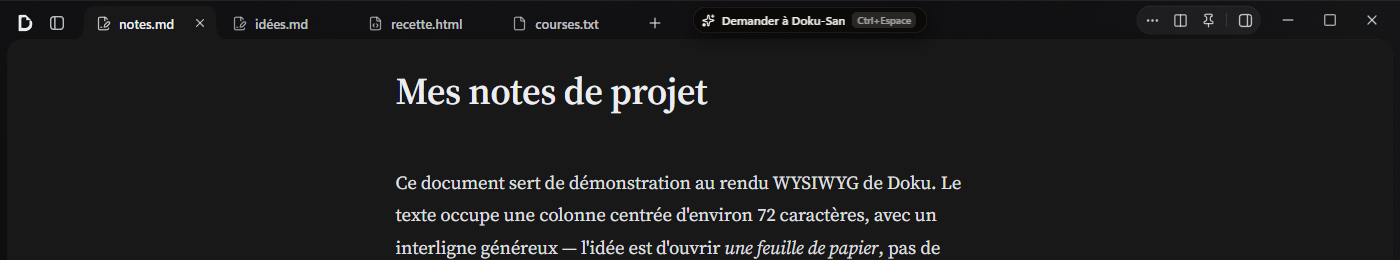 notes.md
idées.md
recette.html
courses.txt
Demander à Doku-San Ctrl+Espace
Mes notes de projet
Ce document sert de démonstration au rendu WYSIWYG de Doku. Le
texte occupe une colonne centrée d'environ 72 caractères, avec un
interligne généreux — l'idée est d'ouvrir une feuille de papier, pas de